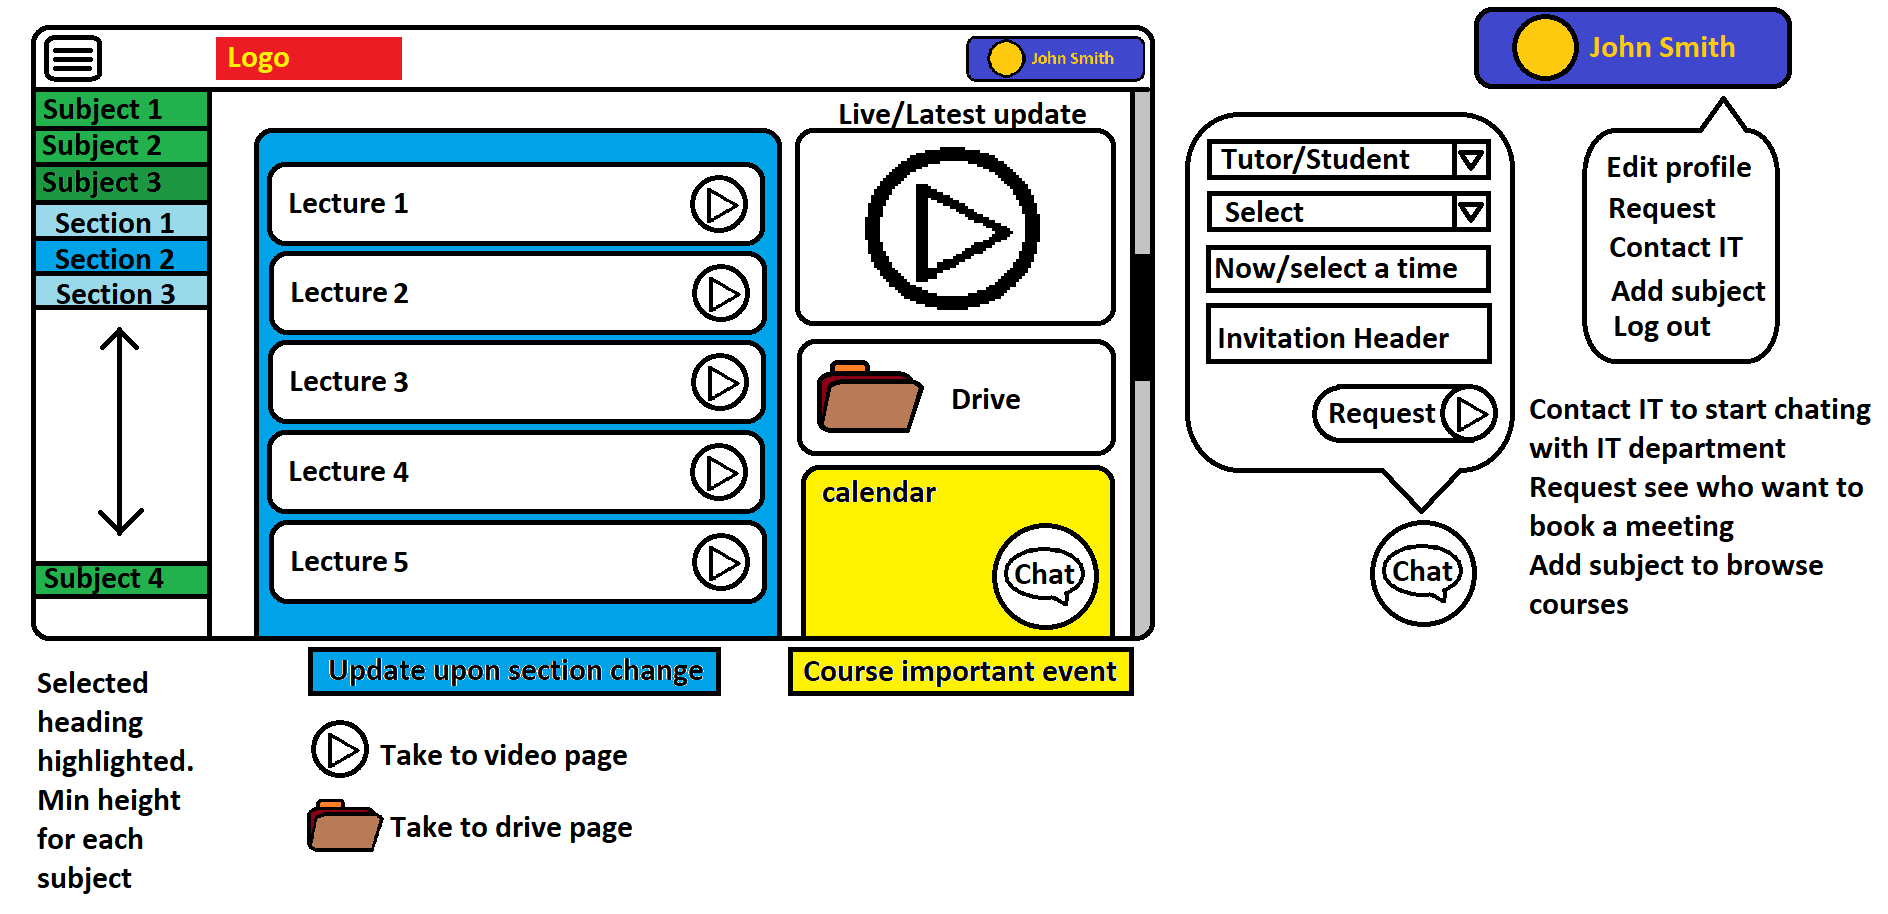 Logo
John Smith
Subject 1
Subject 2
Subject 3
Section 1
Section 2
Section 3
Subject 4
Lecture 1
Lecture 2
Lecture 3
Lecture 4
Lecture 5
Live/Latest update
Drive
calendar
Chat
Tutor/Student
Select
Now/select a time
Invitation Header
Request
Chat
John Smith
Edit profile
Request
Contact IT
Add subject
Log out
Contact IT to start chating
with IT department
Request see who want to
book a meeting
Add subject to browse
courses
Selected
heading
highlighted.
Min height
for each
subject
Update upon section change
Course important event
Take to video page
Take to drive page